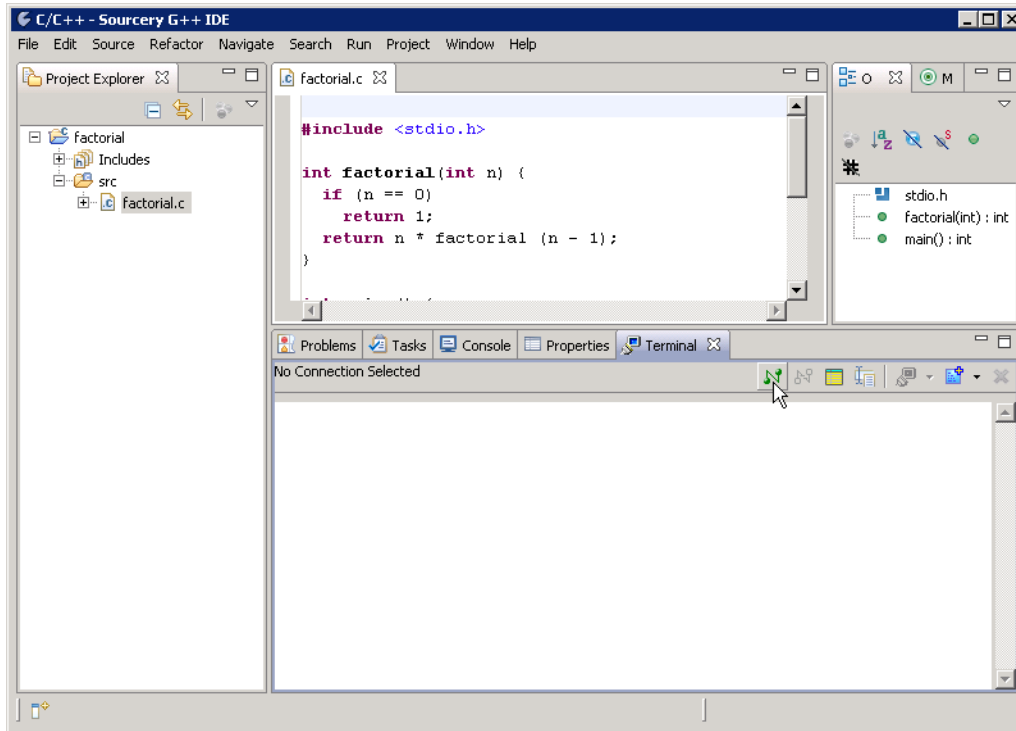 C/C++ - Sourcery G++ IDE
File Edit Source Refactor Navigate Search Run Project Window Help
Project Explorer
factorial
Includes
src
factorial.c
factorial.c
#include <stdio.h>
int factorial(int n) {
if (n == 0)
return 1;
return n * factorial (n - 1);
}
O M
stdio.h
factorial(int) : int
main() : int
Problems Tasks Console Properties Terminal
No Connection Selected